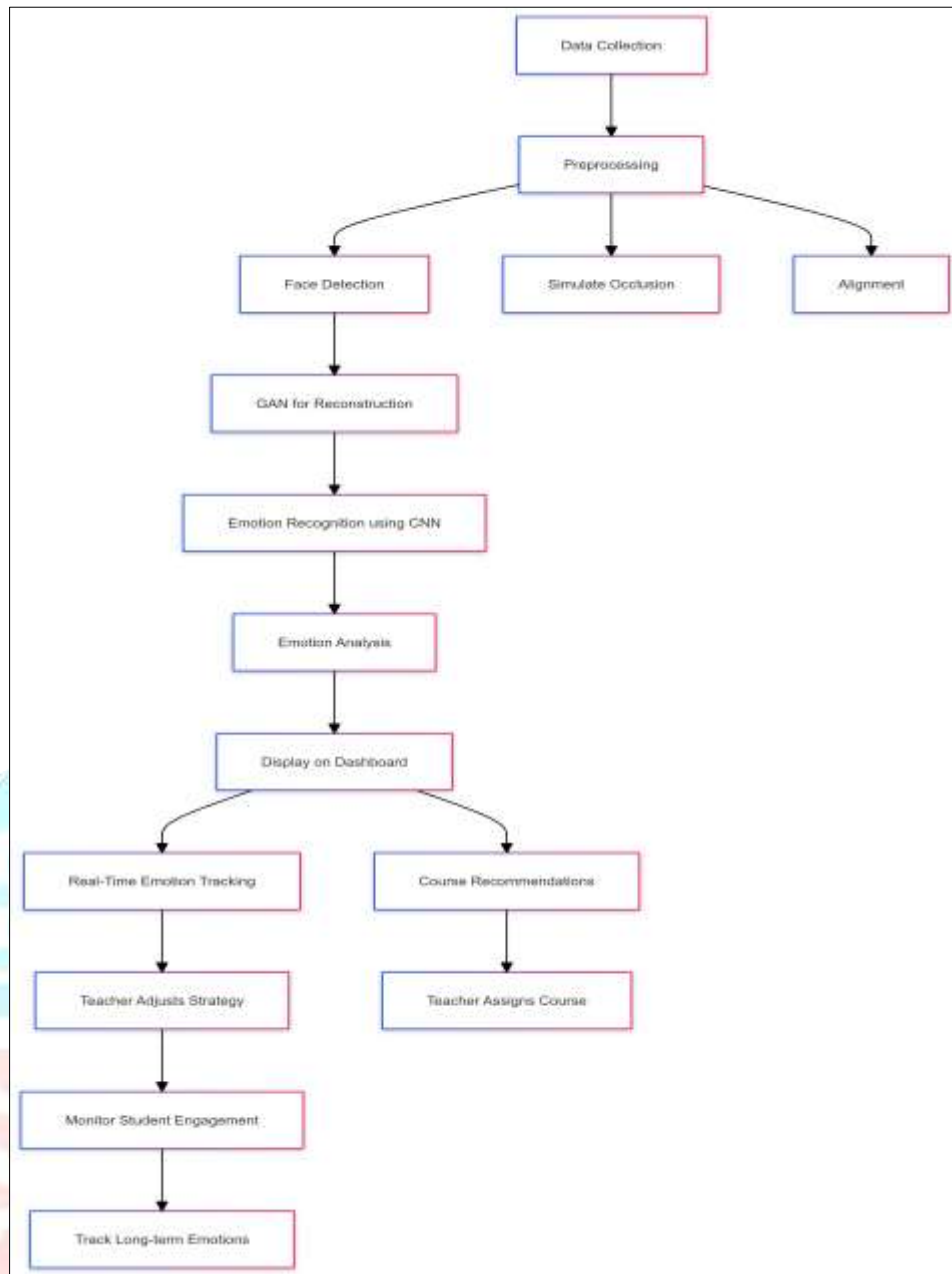 Data Collection
Preprocessing
Face Detection
Simulate Occlusion
Alignment
GAN for Reconstruction
Emotion Recognition using CNN
Emotion Analysis
Display on Dashboard
Real-Time Emotion Tracking
Course Recommendations
Teacher Adjusts Strategy
Teacher Assigns Course
Monitor Student Engagement
Track Long-term Emotions